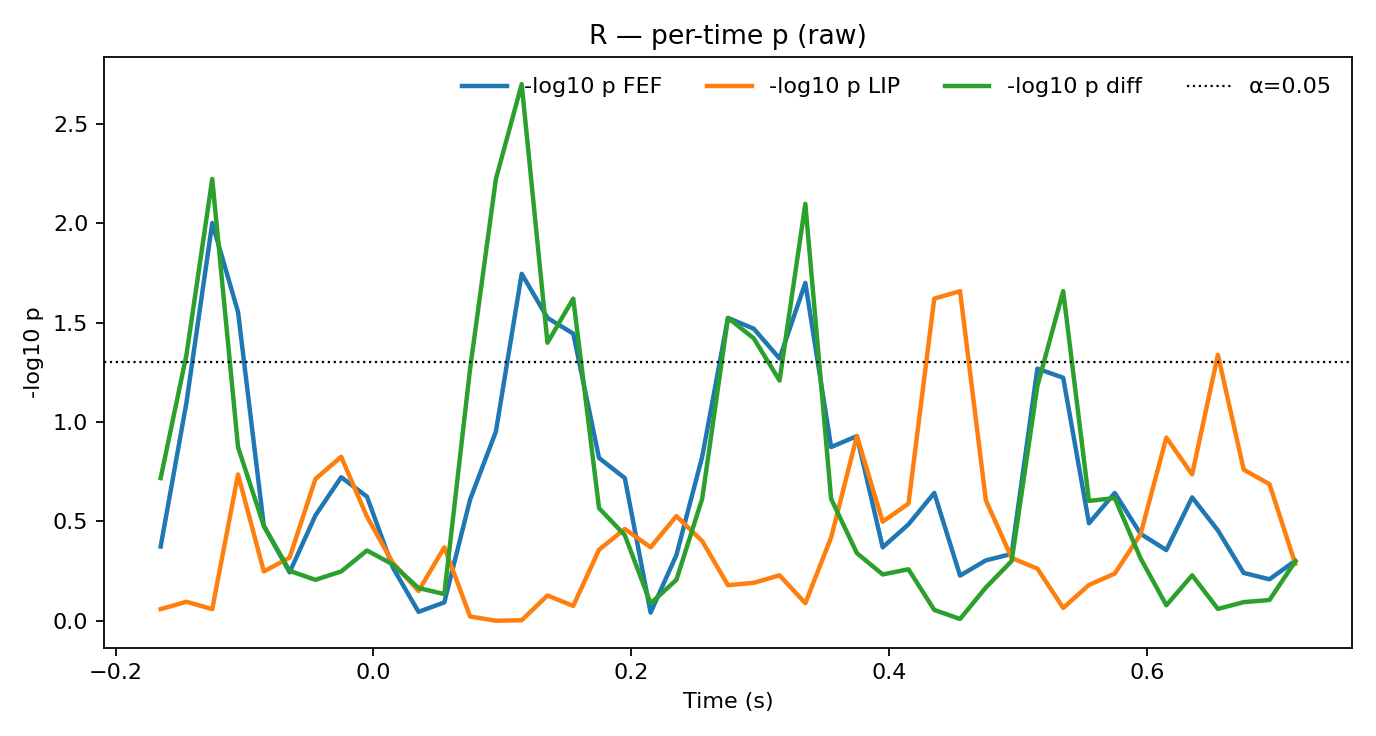 R — per-time p (raw)
-log10 p FEF
-log10 p LIP
-log10 p diff
α=0.05
-log10 p
2.5
2.0
1.5
1.0
0.5
0.0
−0.2
0.0
0.2
0.4
0.6
Time (s)